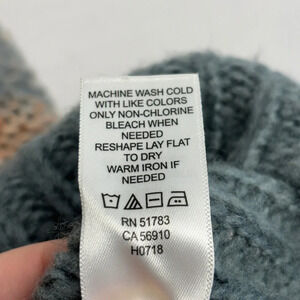 MACHINE WASH COLD
WITH LIKE COLORS
ONLY NON-CHLORINE
BLEACH WHEN
NEEDED
RESHAPE LAY FLAT
TO DRY
WARM IRON IF
NEEDED
RN 51783
CA 56910
H0718